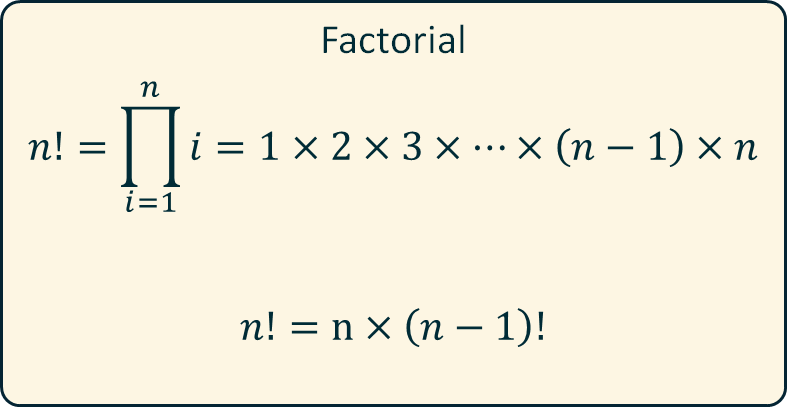 Factorial
n! = ∏_{i=1}^{n} i = 1 × 2 × 3 × ⋯ × (n − 1) × n
n! = n × (n − 1)!